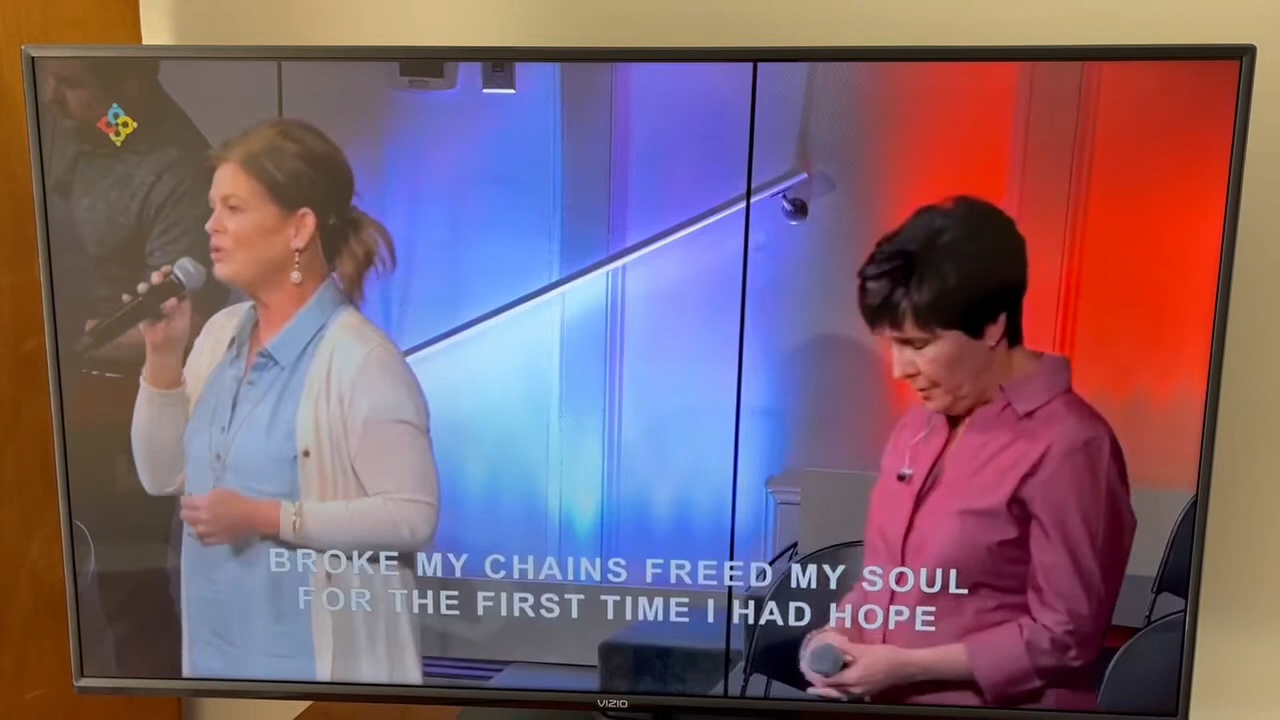 BROKE MY CHAINS FREED MY SOUL
FOR THE FIRST TIME I HAD HOPE
VIZIO